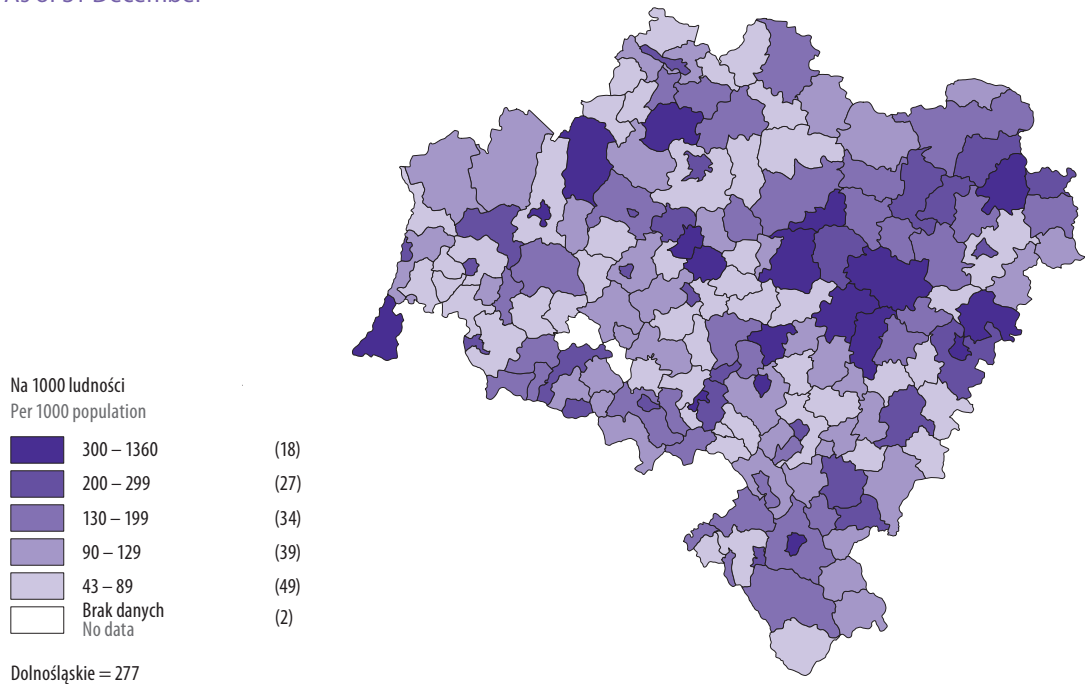 As of 31 December
Na 1000 ludności
Per 1000 population
300 – 1360 (18)
200 – 299 (27)
130 – 199 (34)
90 – 129 (39)
43 – 89 (49)
Brak danych (2)
No data
Dolnośląskie = 277